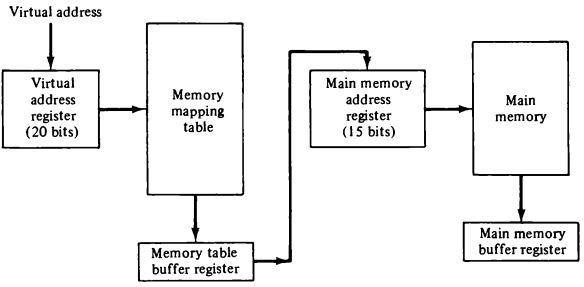 Virtual address
Virtual
address
register
(20 bits)
Memory
mapping
table
Memory table
buffer register
Main memory
address
register
(15 bits)
Main
memory
Main memory
buffer register